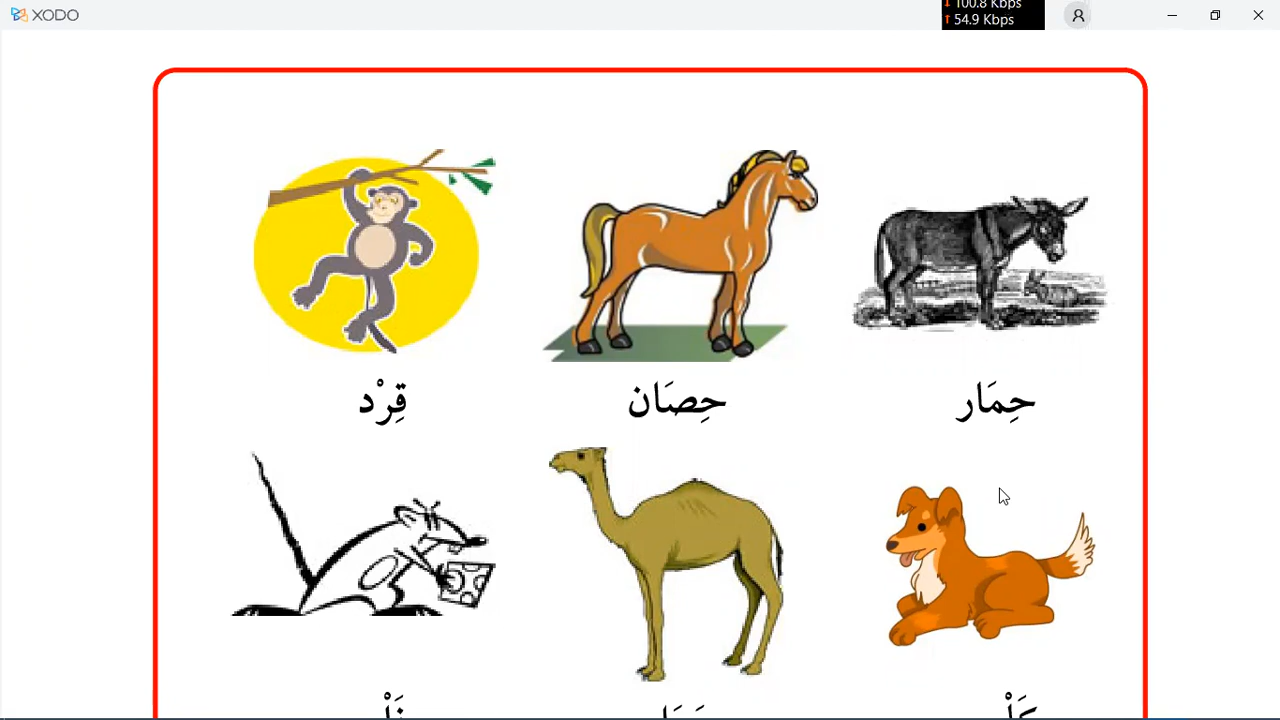 XODO
↓ 100.8 Kbps
↑ 54.9 Kbps
حِمَار حِصَان قِرْد